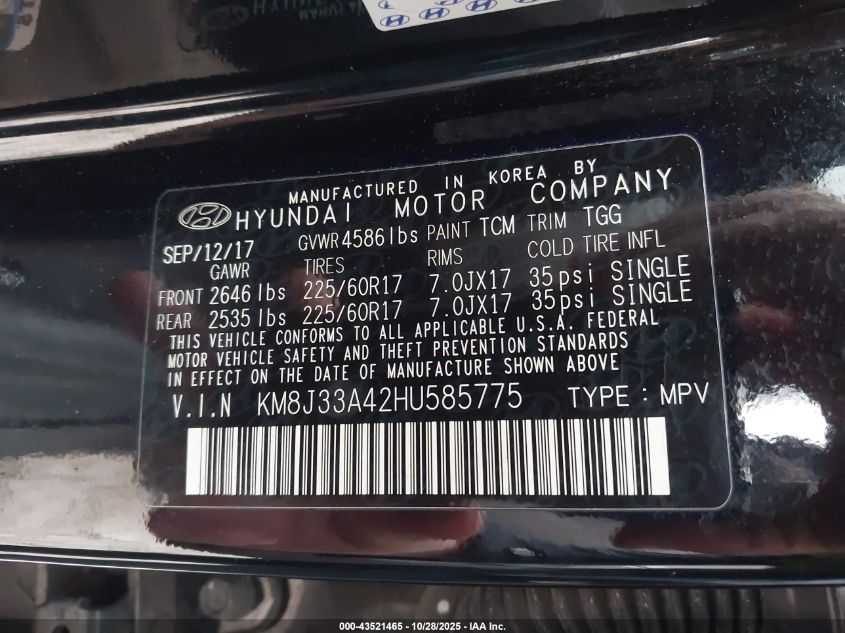 MANUFACTURED IN KOREA BY
HYUNDAI MOTOR COMPANY
SEP/12/17 GVWR 4586 lbs PAINT TCM TRIM TGG
GAWR TIRES RIMS COLD TIRE INFL
FRONT 2646 lbs 225/60R17 7.0JX17 35psi SINGLE
REAR 2535 lbs 225/60R17 7.0JX17 35psi SINGLE
THIS VEHICLE CONFORMS TO ALL APPLICABLE U.S.A. FEDERAL
MOTOR VEHICLE SAFETY AND THEFT PREVENTION STANDARDS
IN EFFECT ON THE DATE OF MANUFACTURE SHOWN ABOVE
V.I.N KM8J33A42HU585775 TYPE : MPV
000-43521465 - 10/28/2025 - IAA Inc.